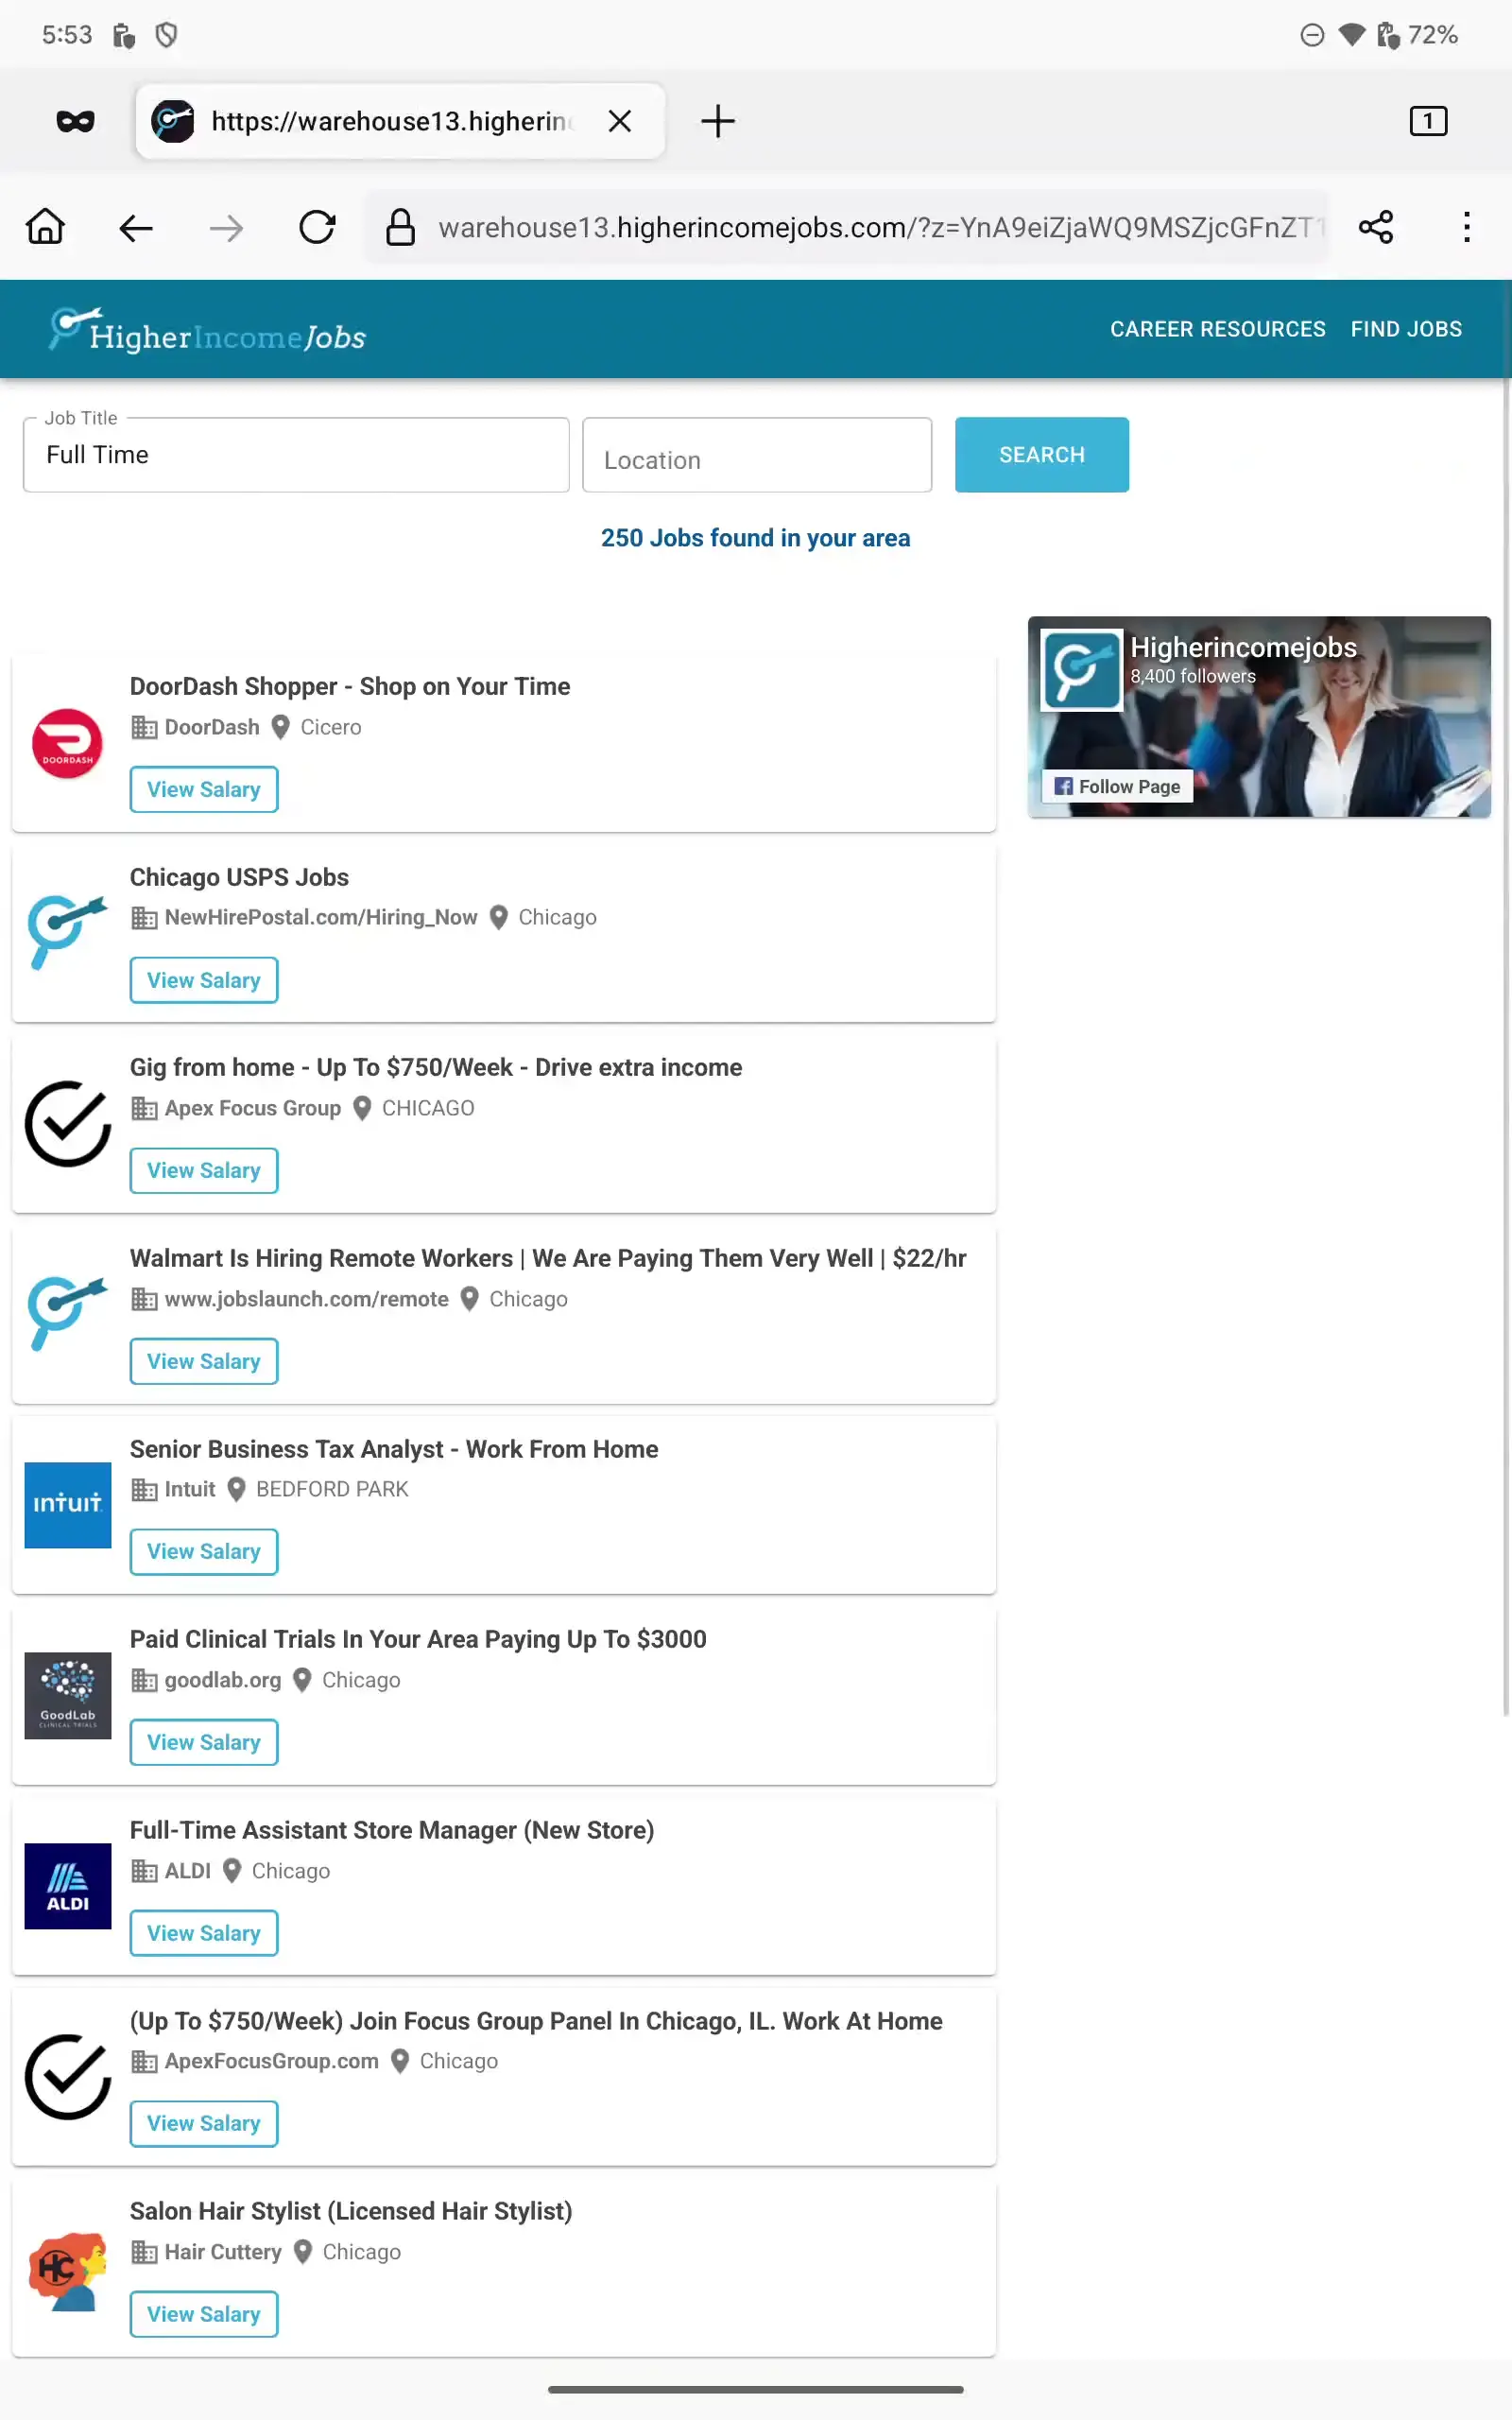 5:53
72%
https://warehouse13.higherin
1
warehouse13.higherincomejobs.com/?z=YnA9eiZjaWQ9MSZjcGFnZT1
HigherIncomeJobs
CAREER RESOURCES FIND JOBS
Job Title
Full Time
Location
SEARCH
250 Jobs found in your area
Higherincomejobs
8,400 followers
Follow Page
DoorDash Shopper - Shop on Your Time
DoorDash Cicero
DOORDASH
View Salary
Chicago USPS Jobs
NewHirePostal.com/Hiring_Now Chicago
View Salary
Gig from home - Up To $750/Week - Drive extra income
Apex Focus Group CHICAGO
View Salary
Walmart Is Hiring Remote Workers | We Are Paying Them Very Well | $22/hr
www.jobslaunch.com/remote Chicago
View Salary
Senior Business Tax Analyst - Work From Home
Intuit BEDFORD PARK
INTUIT
View Salary
Paid Clinical Trials In Your Area Paying Up To $3000
goodlab.org Chicago
GoodLab
CLINICAL TRIALS
View Salary
Full-Time Assistant Store Manager (New Store)
ALDI Chicago
ALDI
View Salary
(Up To $750/Week) Join Focus Group Panel In Chicago, IL. Work At Home
ApexFocusGroup.com Chicago
View Salary
Salon Hair Stylist (Licensed Hair Stylist)
Hair Cuttery Chicago
HC
View Salary